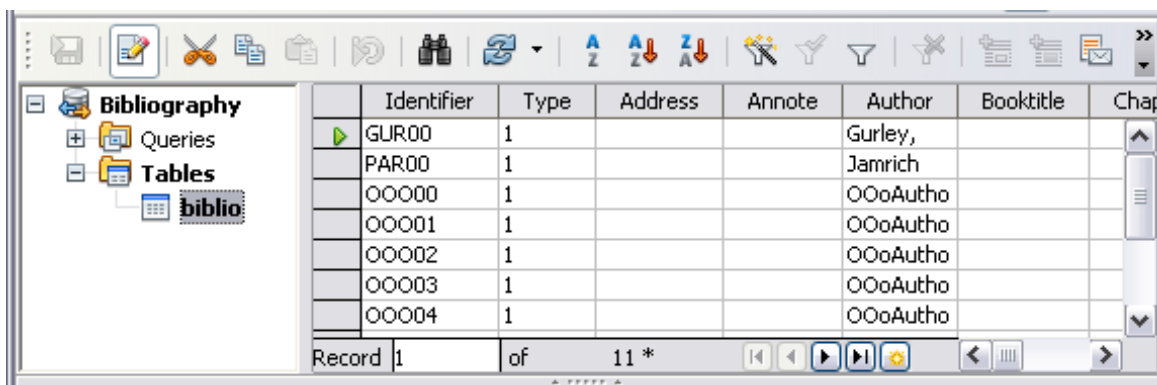 Bibliography
Queries
Tables
biblio
Identifier Type Address Annote Author Booktitle Chap
GUR00 1 Gurley,
PAR00 1 Jamrich
OOO00 1 OOoAutho
OOO01 1 OOoAutho
OOO02 1 OOoAutho
OOO03 1 OOoAutho
OOO04 1 OOoAutho
Record 1 of 11 *